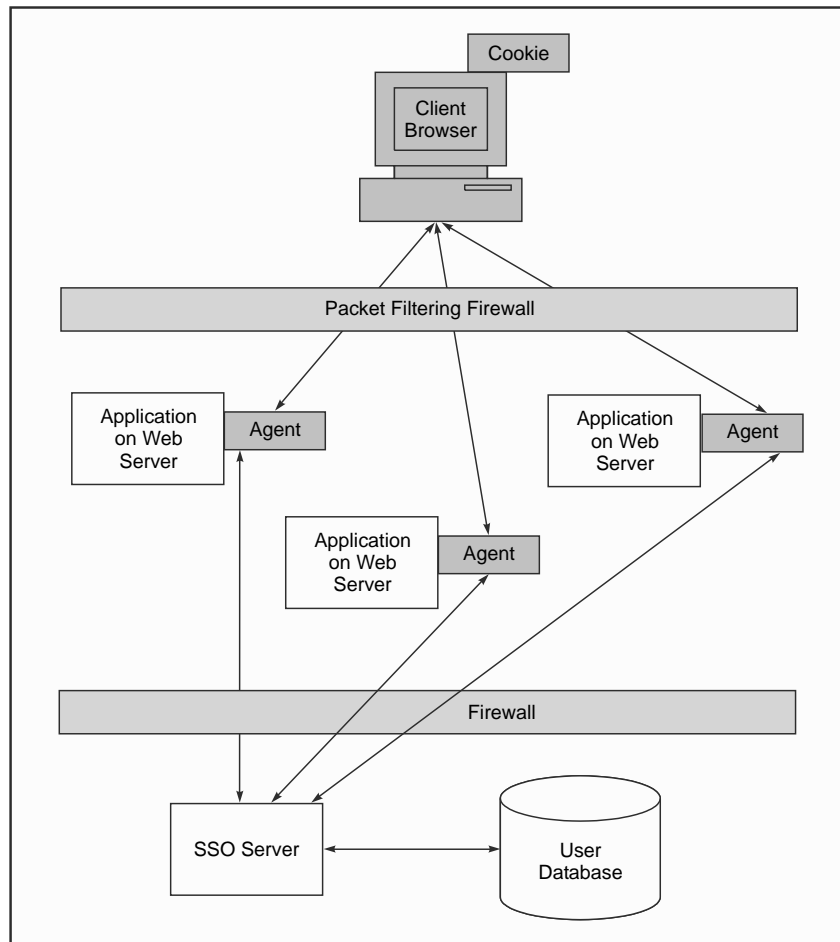 Cookie
Client
Browser
Packet Filtering Firewall
Application
on Web
Server
Agent
Application
on Web
Server
Agent
Application
on Web
Server
Agent
Firewall
SSO Server
User
Database